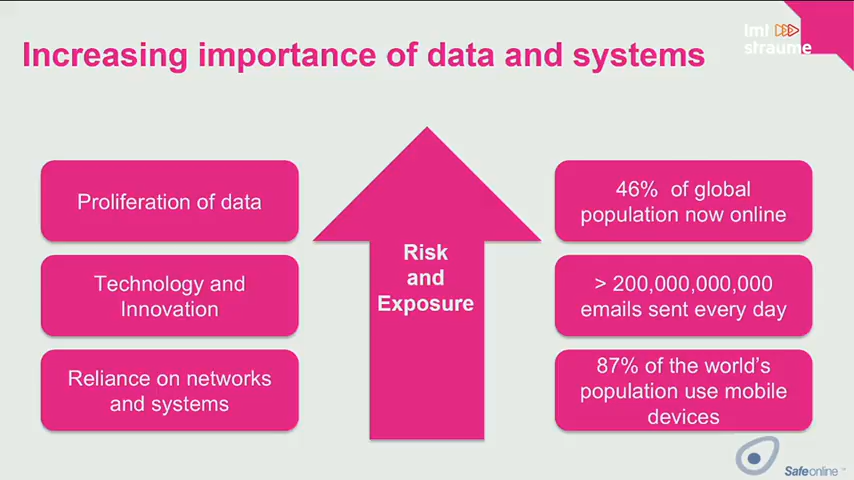 Increasing importance of data and systems
lml
straume
Proliferation of data
Technology and
Innovation
Reliance on networks
and systems
Risk
and
Exposure
46% of global
population now online
> 200,000,000,000
emails sent every day
87% of the world's
population use mobile
devices
Safeonline™